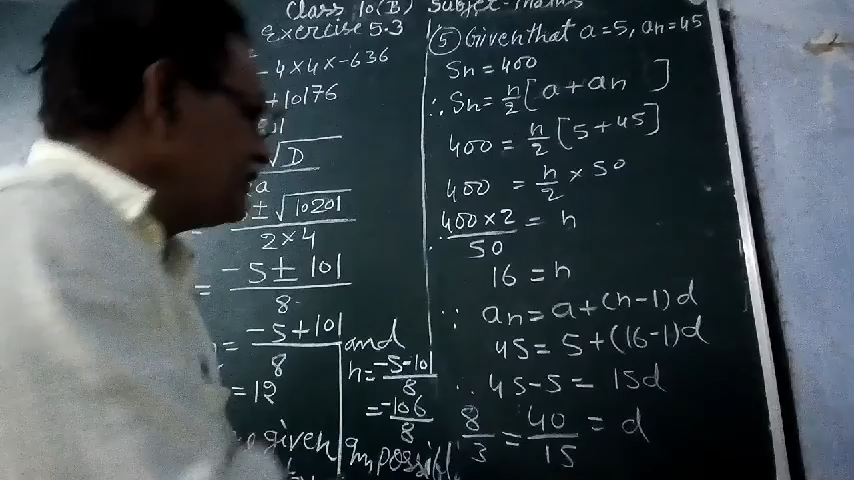 Class 10(B) Subject-Maths
exercise 5.3
- 4×4×-636
+10176
√D
a
± √10201
2×4
= -5 ± 101
8
= -5+101 and
8
= 12
n = -5-101
8
= -106
8
given impossible
(5) Given that a=5, an=45
Sn = 400
∴ Sn = n/2 [a + an]
400 = n/2 [5+45]
400 = n/2 × 50
400×2 = n
50
16 = n
∵ an = a+(n-1)d
45 = 5+(16-1)d
∴ 45-5 = 15d
8/3 = 40/15 = d